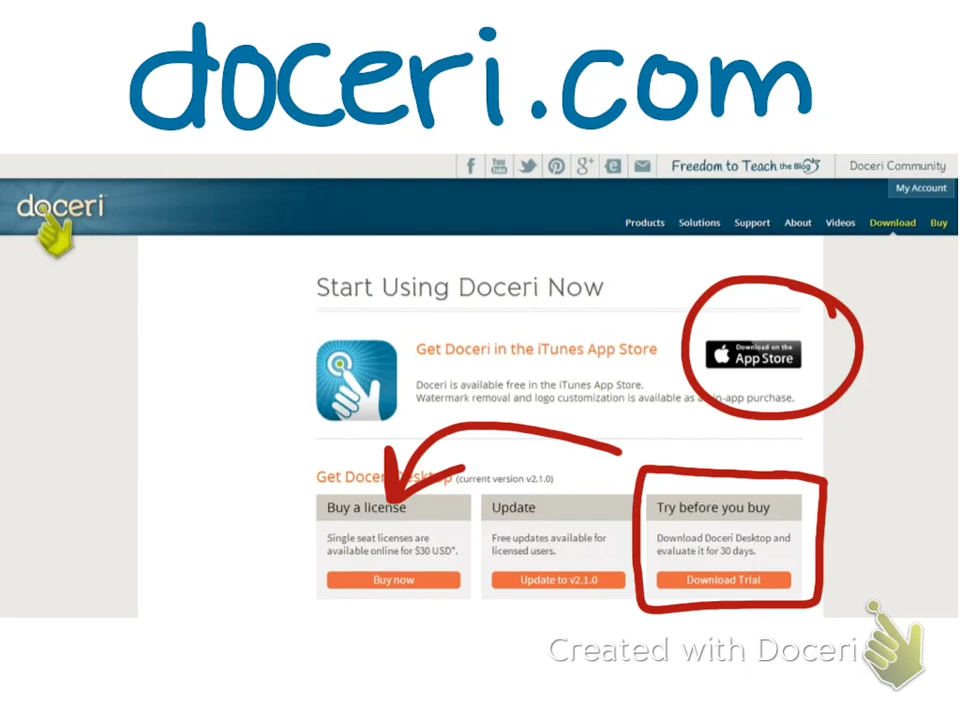 doceri.com
Freedom to Teach the Blog
Doceri Community
My Account
doceri
Products Solutions Support About Videos Download Buy
Start Using Doceri Now
Get Doceri in the iTunes App Store
Download on the
App Store
Doceri is available free in the iTunes App Store.
Watermark removal and logo customization is available as an in-app purchase.
Get Doceri Desktop (current version v2.1.0)
Buy a license
Single seat licenses are
available online for $30 USD*.
Buy now
Update
Free updates available for
licensed users.
Update to v2.1.0
Try before you buy
Download Doceri Desktop and
evaluate it for 30 days.
Download Trial
Created with Doceri